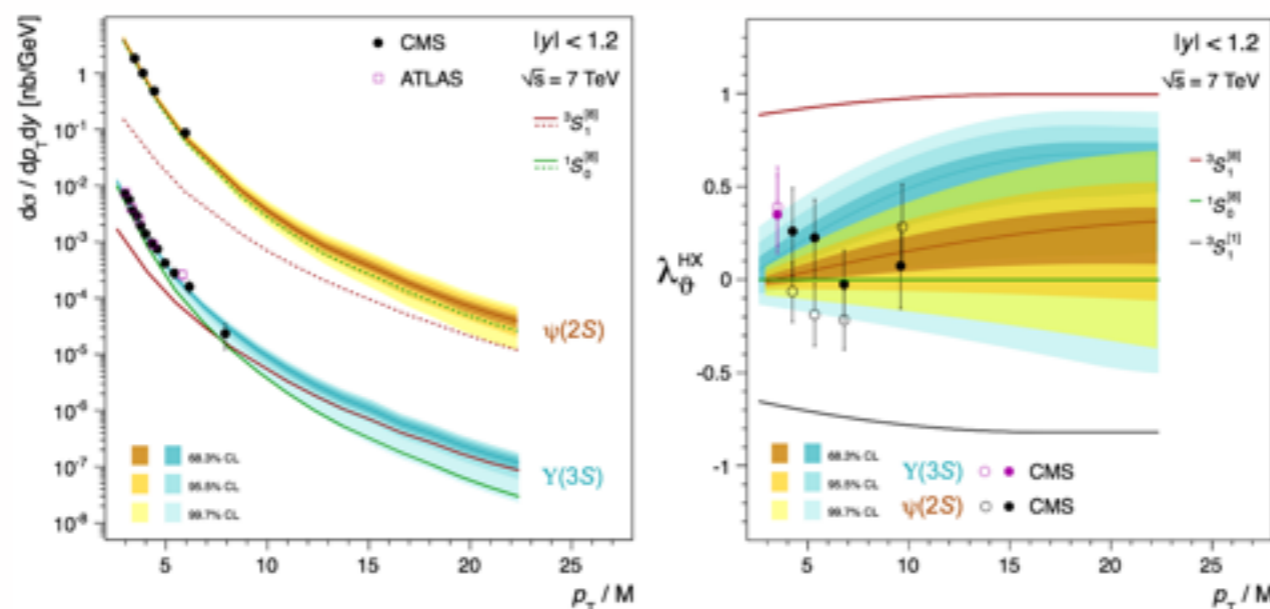 dσ / dp_T dy [nb/GeV]
CMS
ATLAS
|y| < 1.2
√s = 7 TeV
³S₁^[8]
¹S₀^[8]
1
10⁻¹
10⁻²
10⁻³
10⁻⁴
10⁻⁵
10⁻⁶
10⁻⁷
10⁻⁸
ψ(2S)
Υ(3S)
68.3% CL
95.5% CL
99.7% CL
5 10 15 20 25
p_T / M
λ_ϑ^HX
|y| < 1.2
√s = 7 TeV
1
0.5
0
-0.5
-1
³S₁^[8]
¹S₀^[8]
³S₁^[1]
68.3% CL
95.5% CL
99.7% CL
Υ(3S) CMS
ψ(2S) CMS
5 10 15 20 25
p_T / M